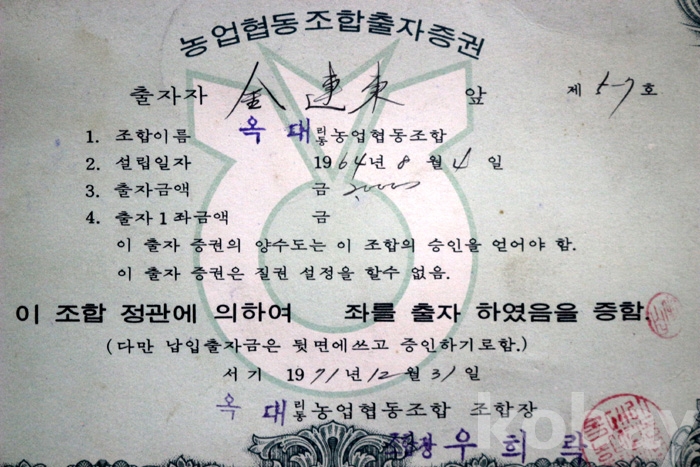 농업협동조합출자증권
출자자 金 連 東 앞 제 57 호
1. 조합이름 옥 대 리동 농업협동조합
2. 설립일자 1964년 8 월 4 일
3. 출자금액 금
4. 출자 1 좌금액 금
이 출자 증권의 양수도는 이 조합의 승인을 얻어야 함.
이 출자 증권은 질권 설정을 할수 없음.
이 조합 정관에 의하여 좌를 출자 하였음을 증함.
(다만 납입출자금은 뒷면에쓰고 증인하기로함.)
서기 1971년 12월 31일
옥 대 리동 농업협동조합 조합장
조합장 우 희 락
kobay